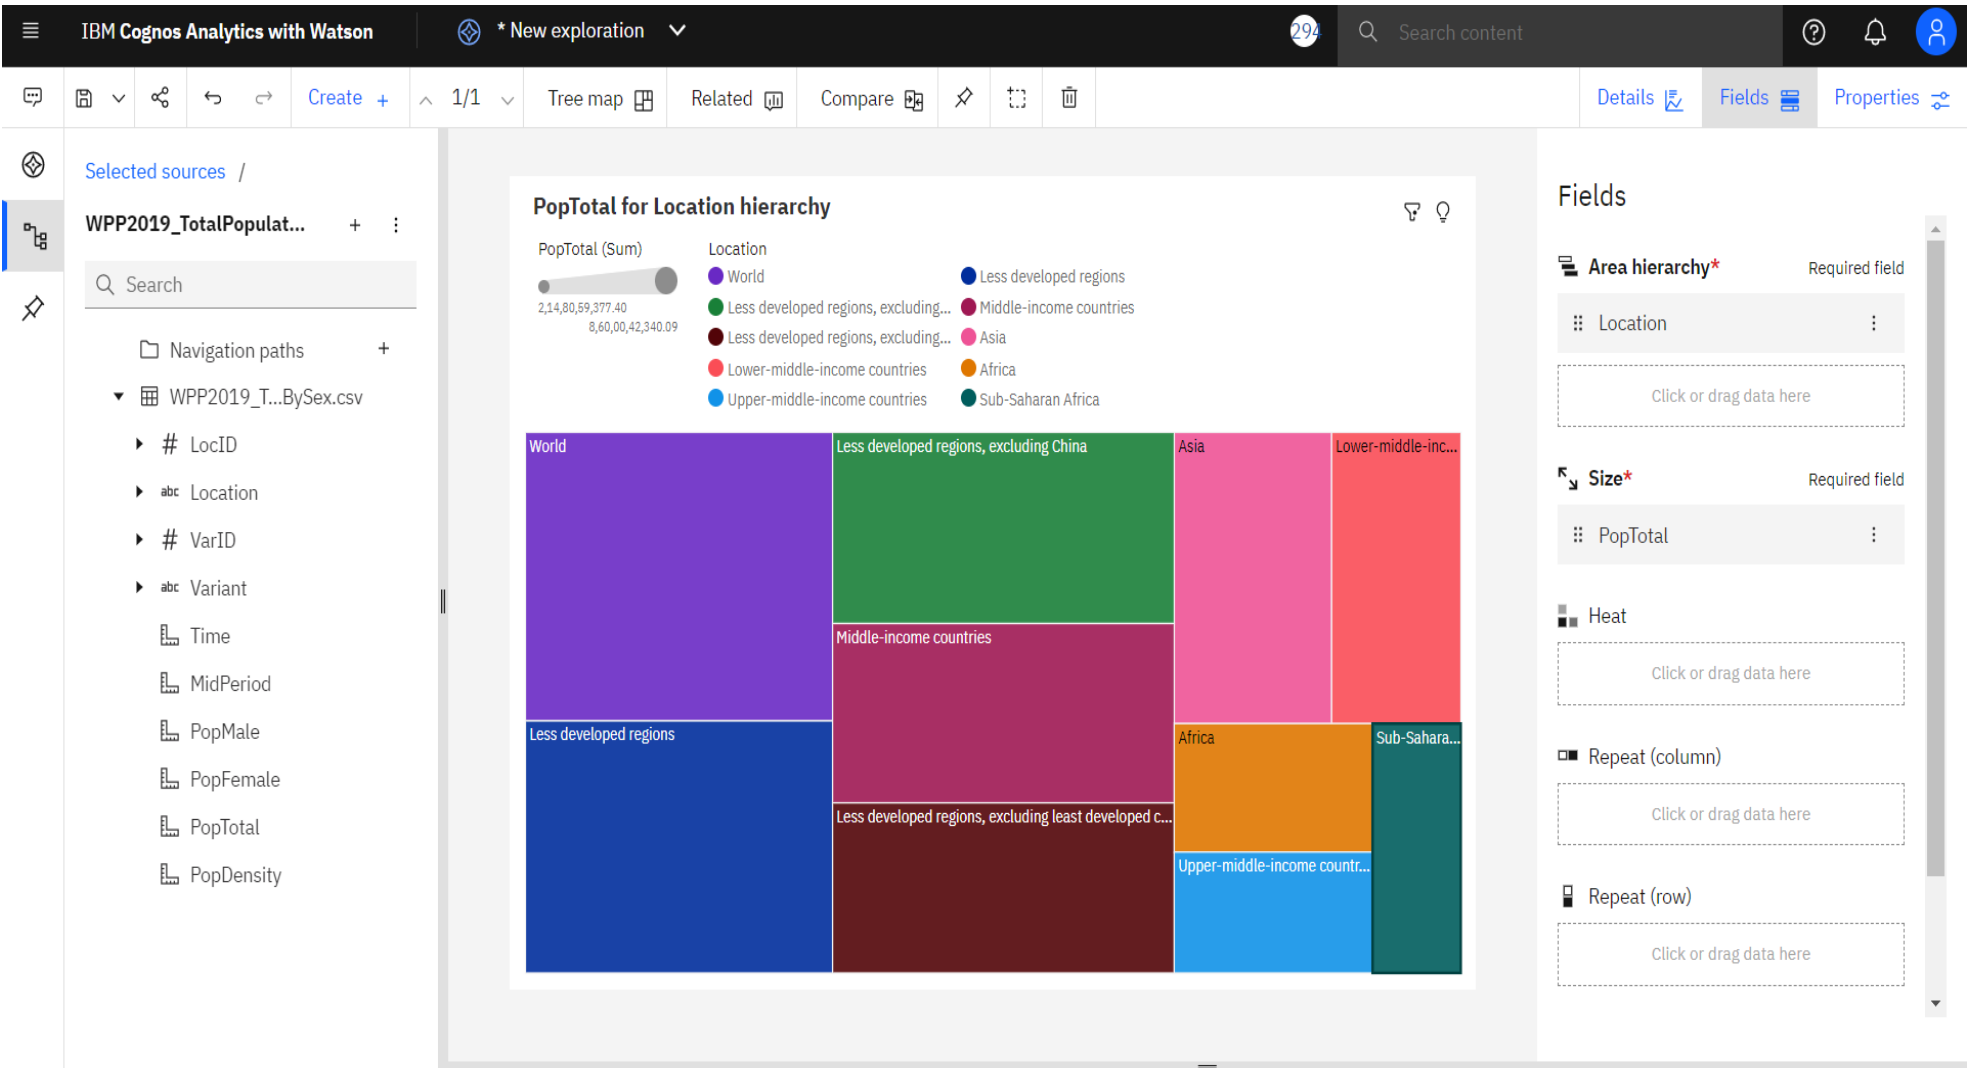 IBM Cognos Analytics with Watson
* New exploration
294
Search content
Create +
1/1
Tree map
Related
Compare
Details
Fields
Properties
Selected sources /
WPP2019_TotalPopulat...
Search
Navigation paths
WPP2019_T...BySex.csv
# LocID
abc Location
# VarID
abc Variant
Time
MidPeriod
PopMale
PopFemale
PopTotal
PopDensity
PopTotal for Location hierarchy
PopTotal (Sum)
2,14,80,59,377.40
8,60,00,42,340.09
Location
World
Less developed regions
Less developed regions, excluding...
Middle-income countries
Less developed regions, excluding...
Asia
Lower-middle-income countries
Africa
Upper-middle-income countries
Sub-Saharan Africa
World
Less developed regions, excluding China
Asia
Lower-middle-inc...
Middle-income countries
Less developed regions
Africa
Sub-Sahara...
Less developed regions, excluding least developed c...
Upper-middle-income countr...
Fields
Area hierarchy* Required field
Location
Click or drag data here
Size* Required field
PopTotal
Heat
Click or drag data here
Repeat (column)
Click or drag data here
Repeat (row)
Click or drag data here